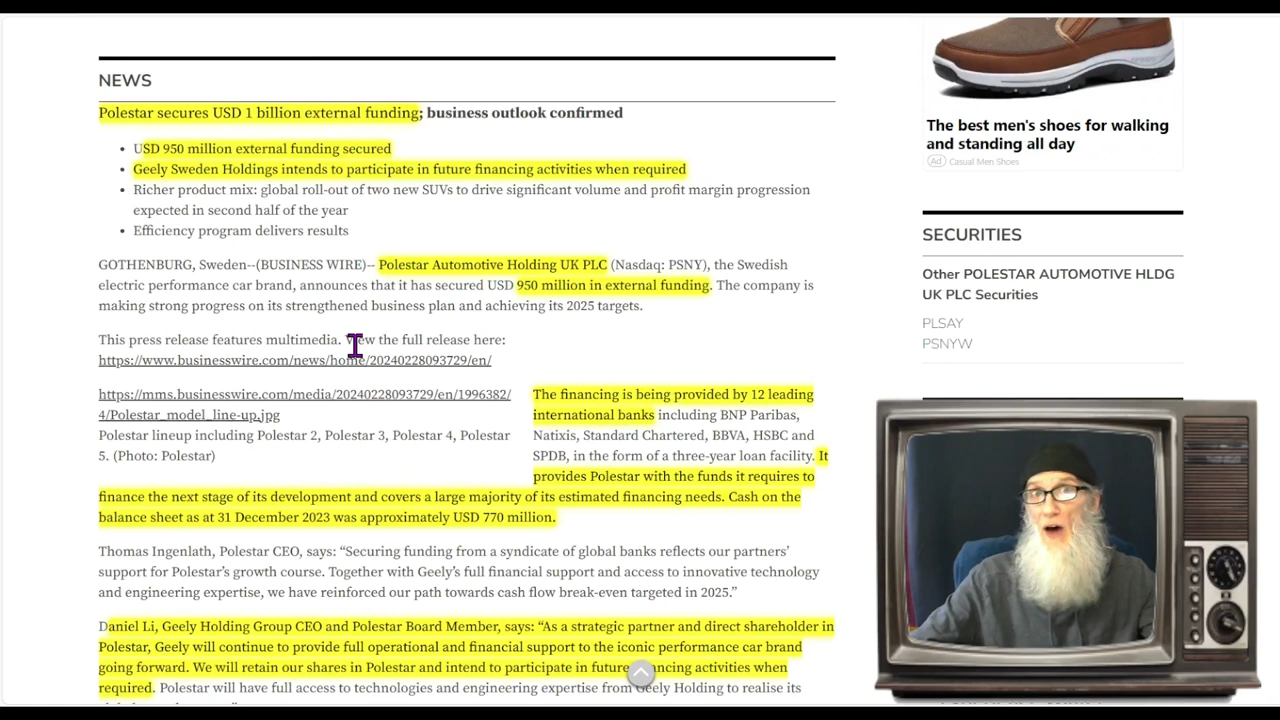 NEWS
Polestar secures USD 1 billion external funding; business outlook confirmed
USD 950 million external funding secured
Geely Sweden Holdings intends to participate in future financing activities when required
Richer product mix: global roll-out of two new SUVs to drive significant volume and profit margin progression
expected in second half of the year
Efficiency program delivers results
GOTHENBURG, Sweden--(BUSINESS WIRE)-- Polestar Automotive Holding UK PLC (Nasdaq: PSNY), the Swedish
electric performance car brand, announces that it has secured USD 950 million in external funding. The company is
making strong progress on its strengthened business plan and achieving its 2025 targets.
This press release features multimedia. View the full release here:
https://www.businesswire.com/news/home/20240228093729/en/
https://mms.businesswire.com/media/20240228093729/en/1996382/
4/Polestar_model_line-up.jpg
Polestar lineup including Polestar 2, Polestar 3, Polestar 4, Polestar
5. (Photo: Polestar)
The financing is being provided by 12 leading
international banks including BNP Paribas,
Natixis, Standard Chartered, BBVA, HSBC and
SPDB, in the form of a three-year loan facility. It
provides Polestar with the funds it requires to
finance the next stage of its development and covers a large majority of its estimated financing needs. Cash on the
balance sheet as at 31 December 2023 was approximately USD 770 million.
Thomas Ingenlath, Polestar CEO, says: “Securing funding from a syndicate of global banks reflects our partners’
support for Polestar’s growth course. Together with Geely’s full financial support and access to innovative technology
and engineering expertise, we have reinforced our path towards cash flow break-even targeted in 2025.”
Daniel Li, Geely Holding Group CEO and Polestar Board Member, says: “As a strategic partner and direct shareholder in
Polestar, Geely will continue to provide full operational and financial support to the iconic performance car brand
going forward. We will retain our shares in Polestar and intend to participate in future financing activities when
required. Polestar will have full access to technologies and engineering expertise from Geely Holding to realise its
The best men's shoes for walking
and standing all day
Ad Casual Men Shoes
SECURITIES
Other POLESTAR AUTOMOTIVE HLDG
UK PLC Securities
PLSAY
PSNYW